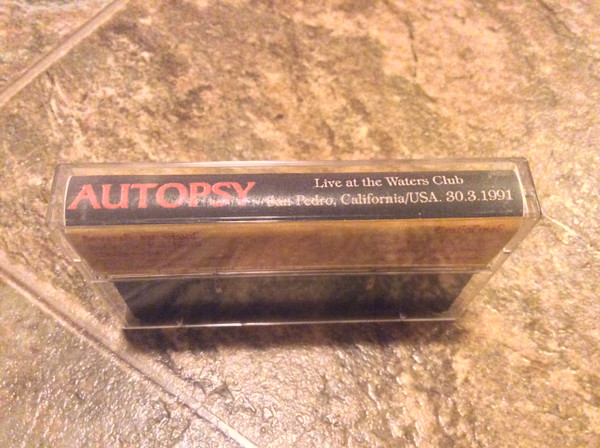 AUTOPSY
Live at the Waters Club
San Pedro, California/USA. 30.3.1991